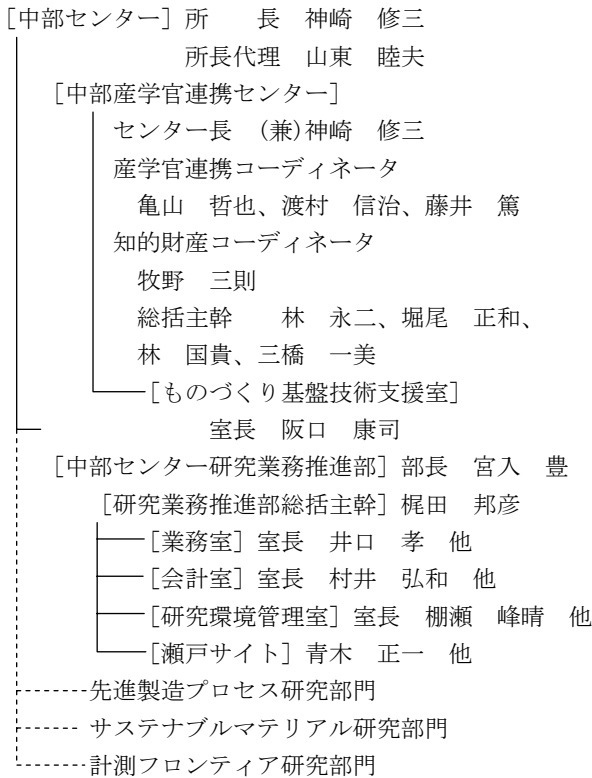 [中部センター] 所　　長　神崎　修三
所長代理　山東　睦夫
[中部産学官連携センター]
センター長　(兼)神崎　修三
産学官連携コーディネータ
亀山　哲也、渡村　信治、藤井　篤
知的財産コーディネータ
牧野　三則
総括主幹　　林　永二、堀尾　正和、
林　国貴、三橋　一美
[ものづくり基盤技術支援室]
室長　阪口　康司
[中部センター研究業務推進部] 部長　宮入　豊
[研究業務推進部総括主幹] 梶田　邦彦
[業務室] 室長　井口　孝　他
[会計室] 室長　村井　弘和　他
[研究環境管理室] 室長　棚瀬　峰晴　他
[瀬戸サイト] 青木　正一　他
先進製造プロセス研究部門
サステナブルマテリアル研究部門
計測フロンティア研究部門